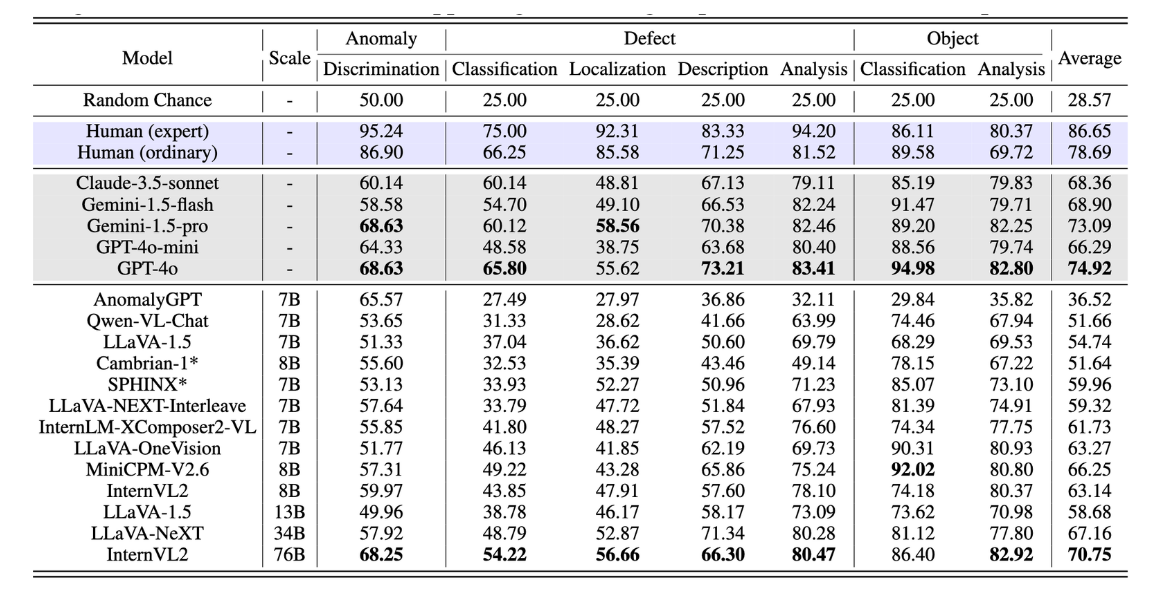 Model Scale Anomaly Defect Object Average
Discrimination Classification Localization Description Analysis Classification Analysis
Random Chance - 50.00 25.00 25.00 25.00 25.00 25.00 25.00 28.57
Human (expert) - 95.24 75.00 92.31 83.33 94.20 86.11 80.37 86.65
Human (ordinary) - 86.90 66.25 85.58 71.25 81.52 89.58 69.72 78.69
Claude-3.5-sonnet - 60.14 60.14 48.81 67.13 79.11 85.19 79.83 68.36
Gemini-1.5-flash - 58.58 54.70 49.10 66.53 82.24 91.47 79.71 68.90
Gemini-1.5-pro - 68.63 60.12 58.56 70.38 82.46 89.20 82.25 73.09
GPT-4o-mini - 64.33 48.58 38.75 63.68 80.40 88.56 79.74 66.29
GPT-4o - 68.63 65.80 55.62 73.21 83.41 94.98 82.80 74.92
AnomalyGPT 7B 65.57 27.49 27.97 36.86 32.11 29.84 35.82 36.52
Qwen-VL-Chat 7B 53.65 31.33 28.62 41.66 63.99 74.46 67.94 51.66
LLaVA-1.5 7B 51.33 37.04 36.62 50.60 69.79 68.29 69.53 54.74
Cambrian-1* 8B 55.60 32.53 35.39 43.46 49.14 78.15 67.22 51.64
SPHINX* 7B 53.13 33.93 52.27 50.96 71.23 85.07 73.10 59.96
LLaVA-NEXT-Interleave 7B 57.64 33.79 47.72 51.84 67.93 81.39 74.91 59.32
InternLM-XComposer2-VL 7B 55.85 41.80 48.27 57.52 76.60 74.34 77.75 61.73
LLaVA-OneVision 7B 51.77 46.13 41.85 62.19 69.73 90.31 80.93 63.27
MiniCPM-V2.6 8B 57.31 49.22 43.28 65.86 75.24 92.02 80.80 66.25
InternVL2 8B 59.97 43.85 47.91 57.60 78.10 74.18 80.37 63.14
LLaVA-1.5 13B 49.96 38.78 46.17 58.17 73.09 73.62 70.98 58.68
LLaVA-NeXT 34B 57.92 48.79 52.87 71.34 80.28 81.12 77.80 67.16
InternVL2 76B 68.25 54.22 56.66 66.30 80.47 86.40 82.92 70.75